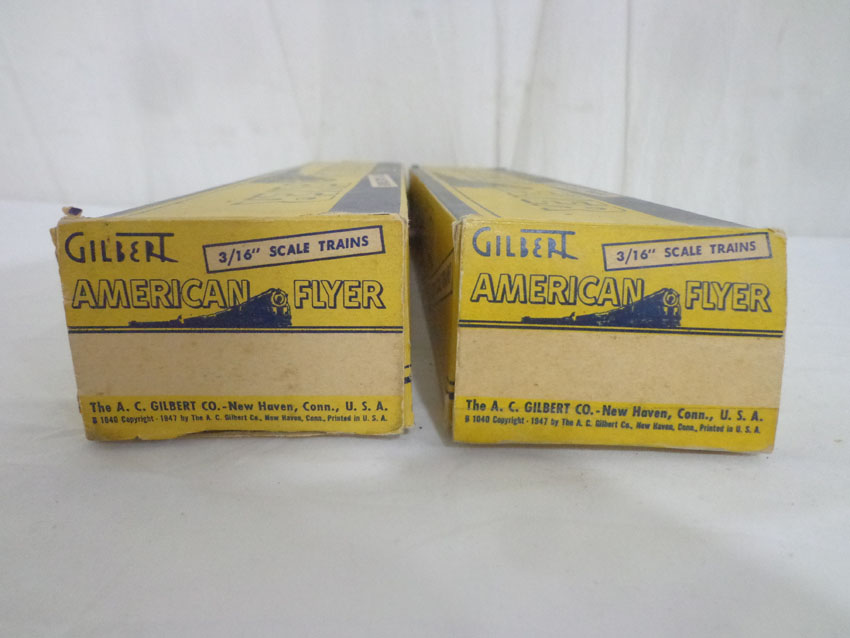 GILBERT
3/16" SCALE TRAINS
AMERICAN FLYER
The A. C. GILBERT CO.-New Haven, Conn., U. S. A.
B 1040 Copyright - 1947 by The A. C. Gilbert Co., New Haven, Conn., Printed in U. S. A.
GILBERT
3/16" SCALE TRAINS
AMERICAN FLYER
The A. C. GILBERT CO.-New Haven, Conn., U. S. A.
B 1040 Copyright - 1947 by The A. C. Gilbert Co., New Haven, Conn., Printed in U. S. A.